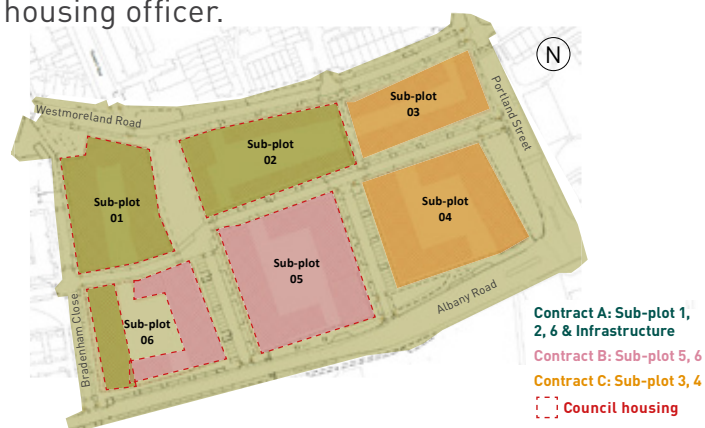 housing officer.
N
Westmoreland Road
Portland Street
Sub-plot
03
Sub-plot
02
Sub-plot
01
Sub-plot
04
Sub-plot
05
Albany Road
Bradenham Close
Sub-plot
06
Contract A: Sub-plot 1,
2, 6 & Infrastructure
Contract B: Sub-plot 5, 6
Contract C: Sub-plot 3, 4
Council housing